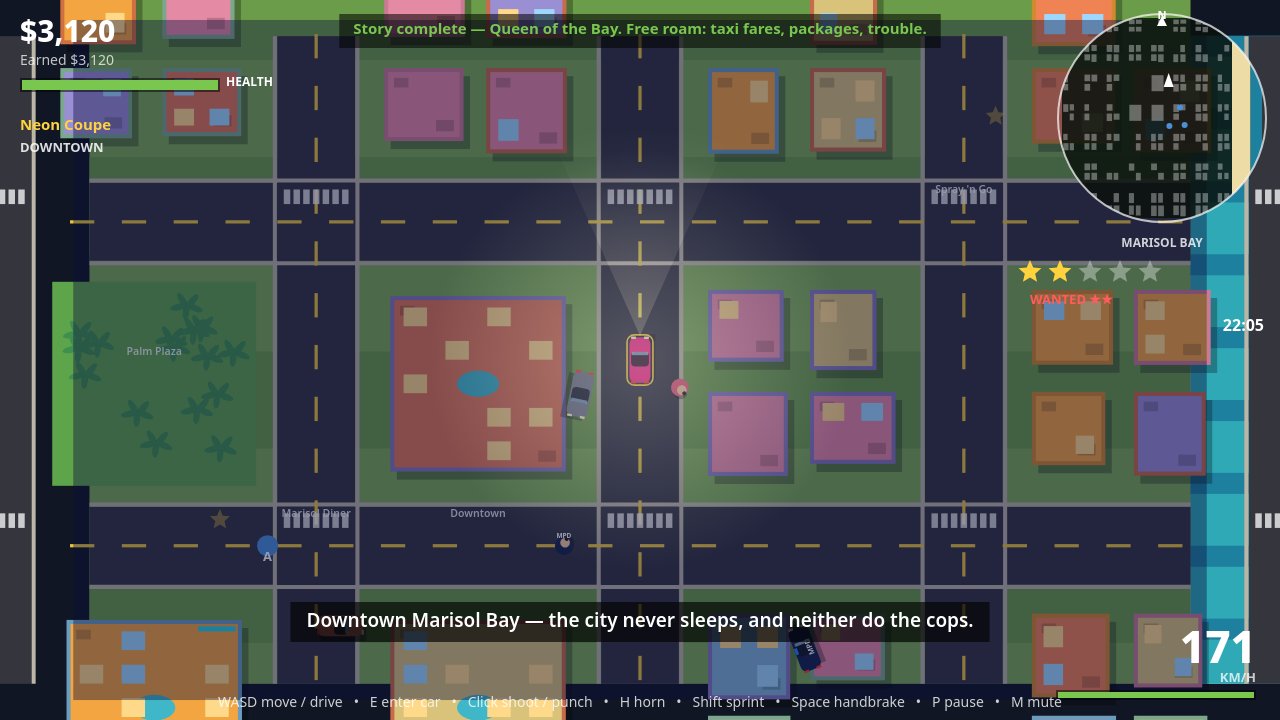 $3,120
Earned $3,120
HEALTH
Neon Coupe
DOWNTOWN
Story complete — Queen of the Bay. Free roam: taxi fares, packages, trouble.
N
MARISOL BAY
WANTED ★★
22:05
Spray 'n Go
Palm Plaza
Marisol Diner
Downtown
A
MPD
MPD
Downtown Marisol Bay — the city never sleeps, and neither do the cops.
171
KM/H
WASD move / drive • E enter car • Click shoot / punch • H horn • Shift sprint • Space handbrake • P pause • M mute